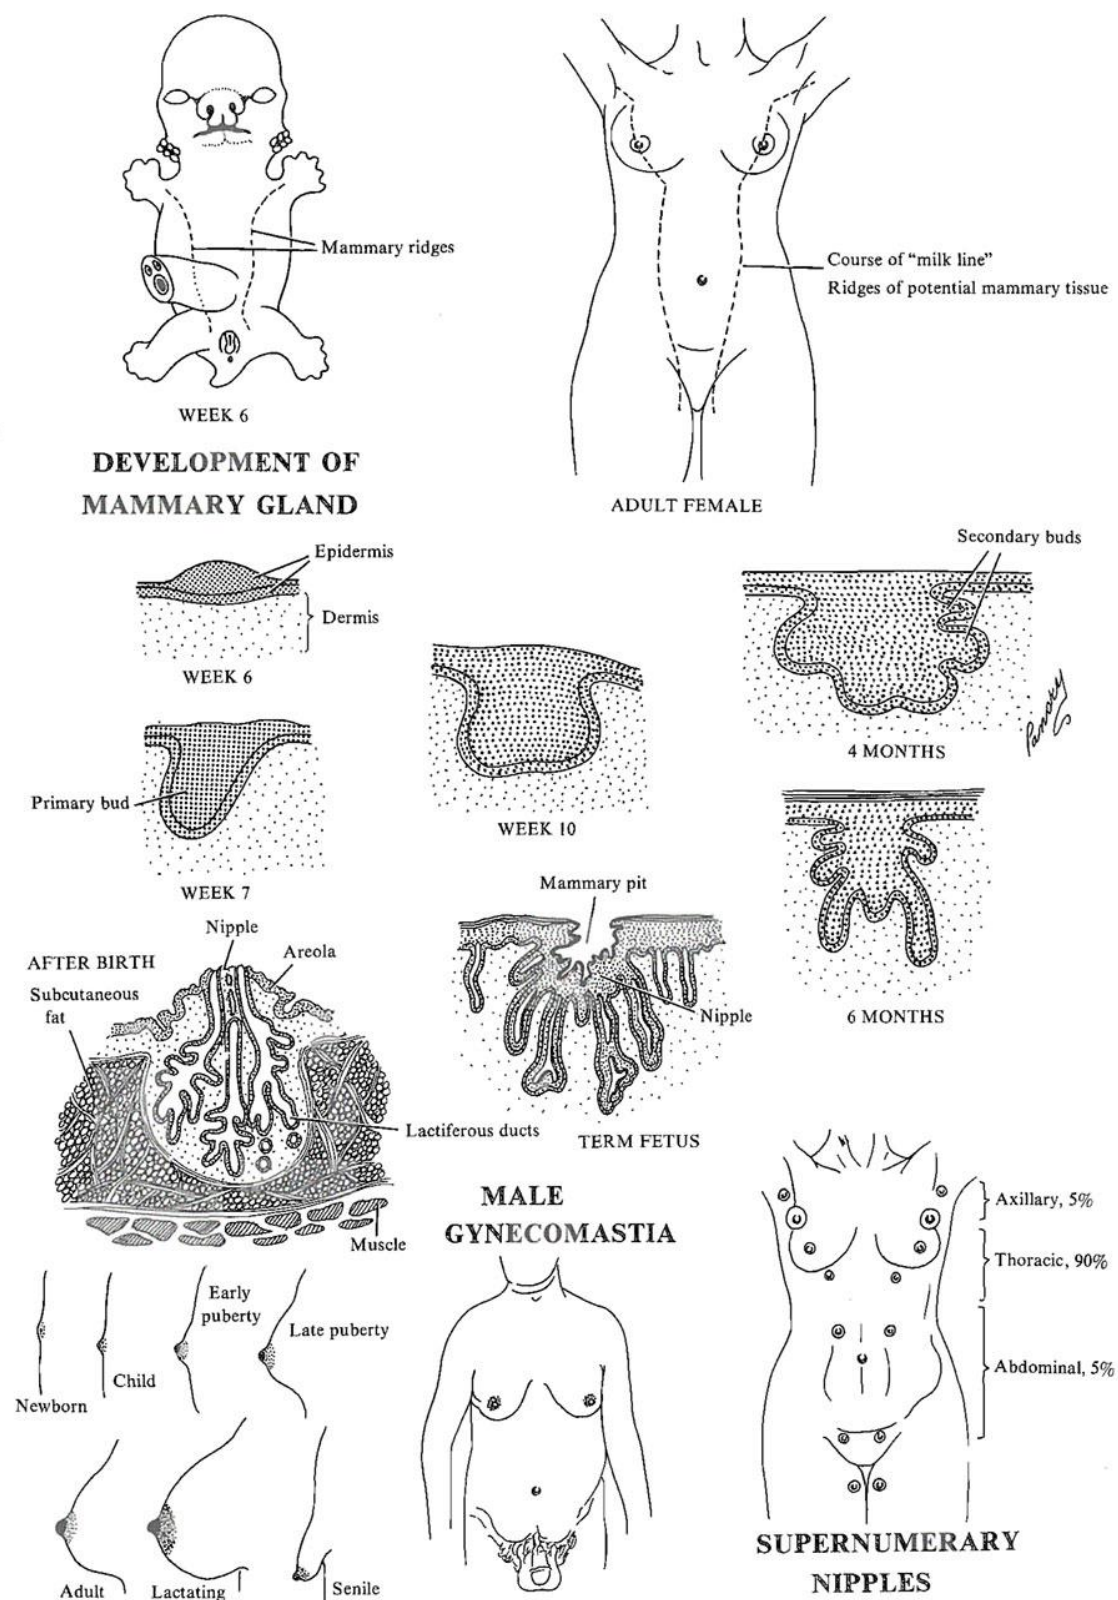 Mammary ridges
WEEK 6
Course of “milk line”
Ridges of potential mammary tissue
ADULT FEMALE
DEVELOPMENT OF
MAMMARY GLAND
Epidermis
Dermis
WEEK 6
Primary bud
WEEK 7
WEEK 10
Secondary buds
4 MONTHS
Pansky
6 MONTHS
AFTER BIRTH
Subcutaneous
fat
Nipple
Areola
Lactiferous ducts
Muscle
Mammary pit
Nipple
TERM FETUS
Newborn
Child
Early
puberty
Late puberty
Adult
Lactating
Senile
MALE
GYNECOMASTIA
Axillary, 5%
Thoracic, 90%
Abdominal, 5%
SUPERNUMERARY
NIPPLES